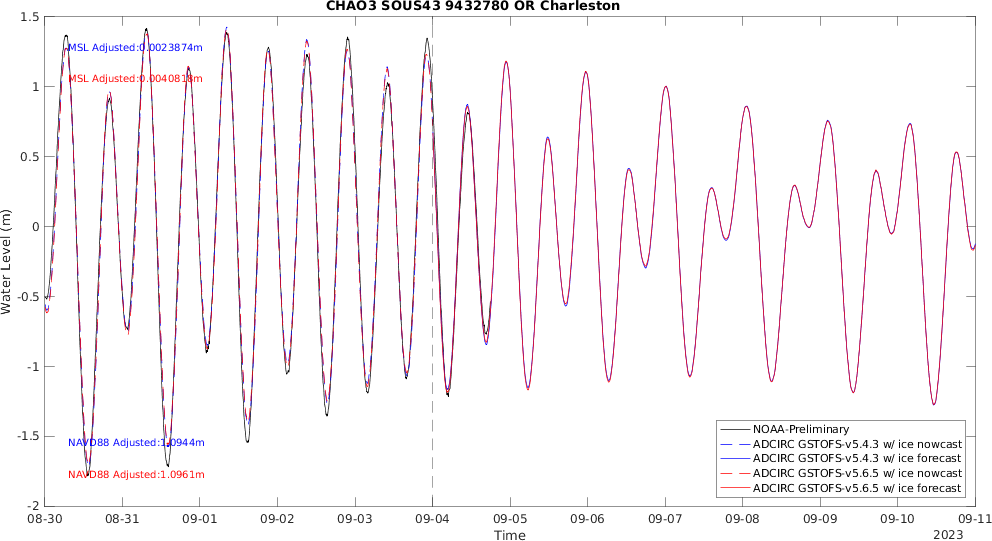 CHAO3 SOUS43 9432780 OR Charleston
1.5
1
0.5
0
-0.5
-1
-1.5
-2
Water Level (m)
MSL Adjusted:0.0023874m
MSL Adjusted:0.0040818m
NAVD88 Adjusted:1.0944m
NAVD88 Adjusted:1.0961m
NOAA-Preliminary
ADCIRC GSTOFS-v5.4.3 w/ ice nowcast
ADCIRC GSTOFS-v5.4.3 w/ ice forecast
ADCIRC GSTOFS-v5.6.5 w/ ice nowcast
ADCIRC GSTOFS-v5.6.5 w/ ice forecast
08-30 08-31 09-01 09-02 09-03 09-04 09-05 09-06 09-07 09-08 09-09 09-10 09-11
Time
2023